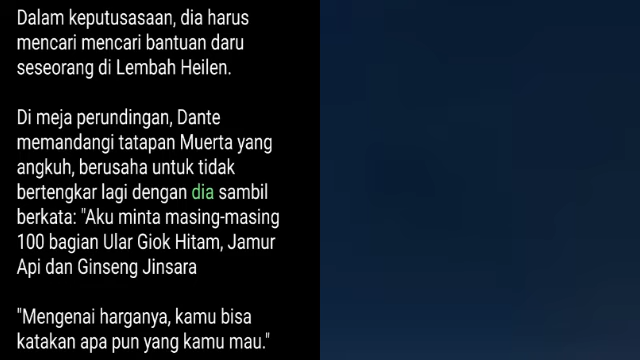 Dalam keputusasaan, dia harus
mencari mencari bantuan daru
seseorang di Lembah Heilen.
Di meja perundingan, Dante
memandangi tatapan Muerta yang
angkuh, berusaha untuk tidak
bertengkar lagi dengan dia sambil
berkata: "Aku minta masing-masing
100 bagian Ular Giok Hitam, Jamur
Api dan Ginseng Jinsara
"Mengenai harganya, kamu bisa
katakan apa pun yang kamu mau."